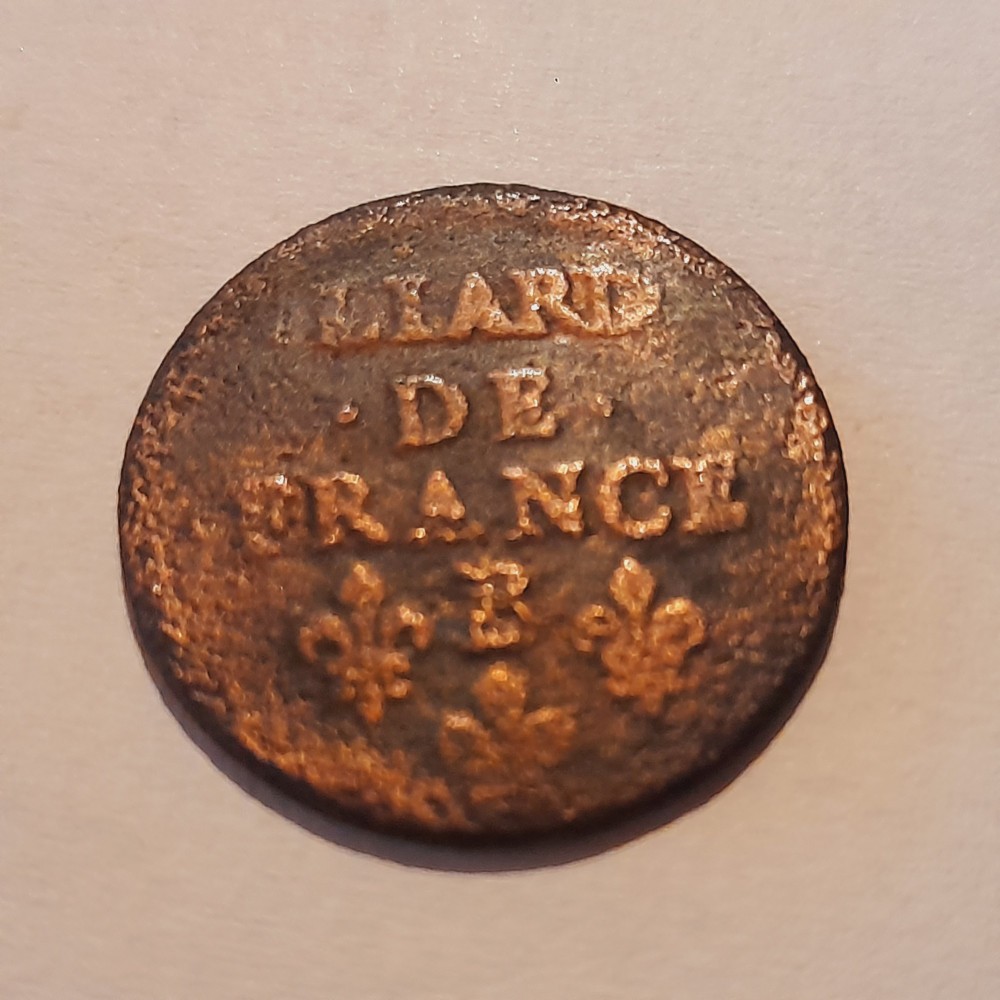 LIARD
· DE ·
FRANCE
B